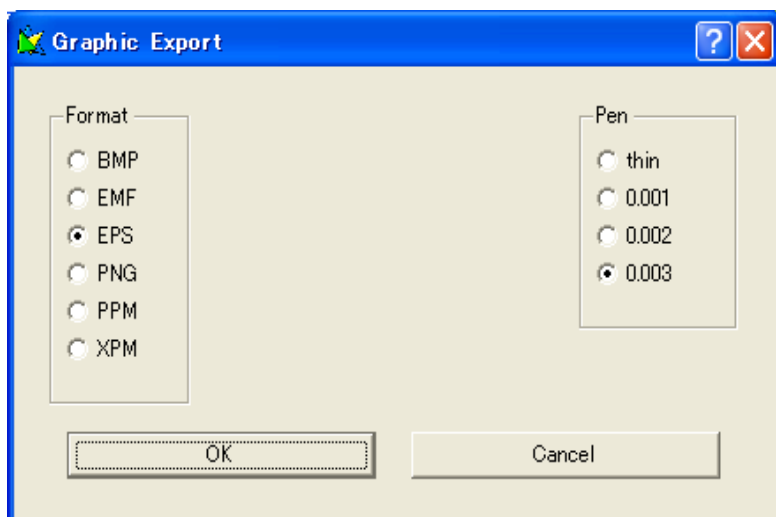 Graphic Export
Format
BMP
EMF
EPS
PNG
PPM
XPM
Pen
thin
0.001
0.002
0.003
OK
Cancel